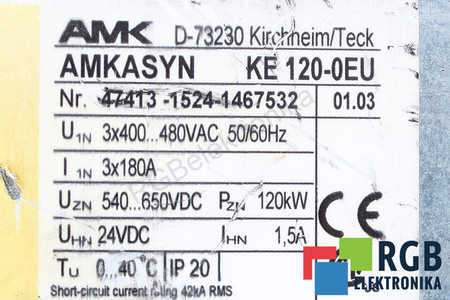 AMK D-73230 Kirchheim/Teck
AMKASYN KE 120-0EU
Nr. 47413 -1524-1467532 01.03
U1N 3x400...480VAC 50/60Hz
I 1N 3x180A
UZN 540...650VDC PZN 120kW
UHN 24VDC IHN 1,5A
TU 0...40°C IP 20
Short-circuit current rating 42kA RMS
CE
RGBelektronika
RGB
ELEKTRONIKA